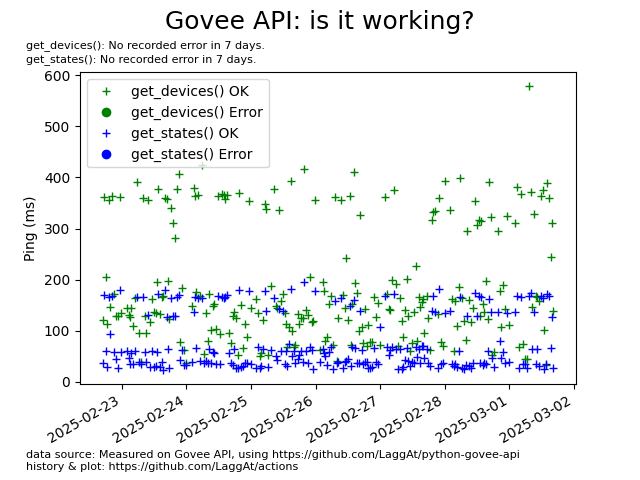 Govee API: is it working?
get_devices(): No recorded error in 7 days.
get_states(): No recorded error in 7 days.
600
500
400
300
200
100
0
Ping (ms)
get_devices() OK
get_devices() Error
get_states() OK
get_states() Error
2025-02-23
2025-02-24
2025-02-25
2025-02-26
2025-02-27
2025-02-28
2025-03-01
2025-03-02
data source: Measured on Govee API, using https://github.com/LaggAt/python-govee-api
history & plot: https://github.com/LaggAt/actions